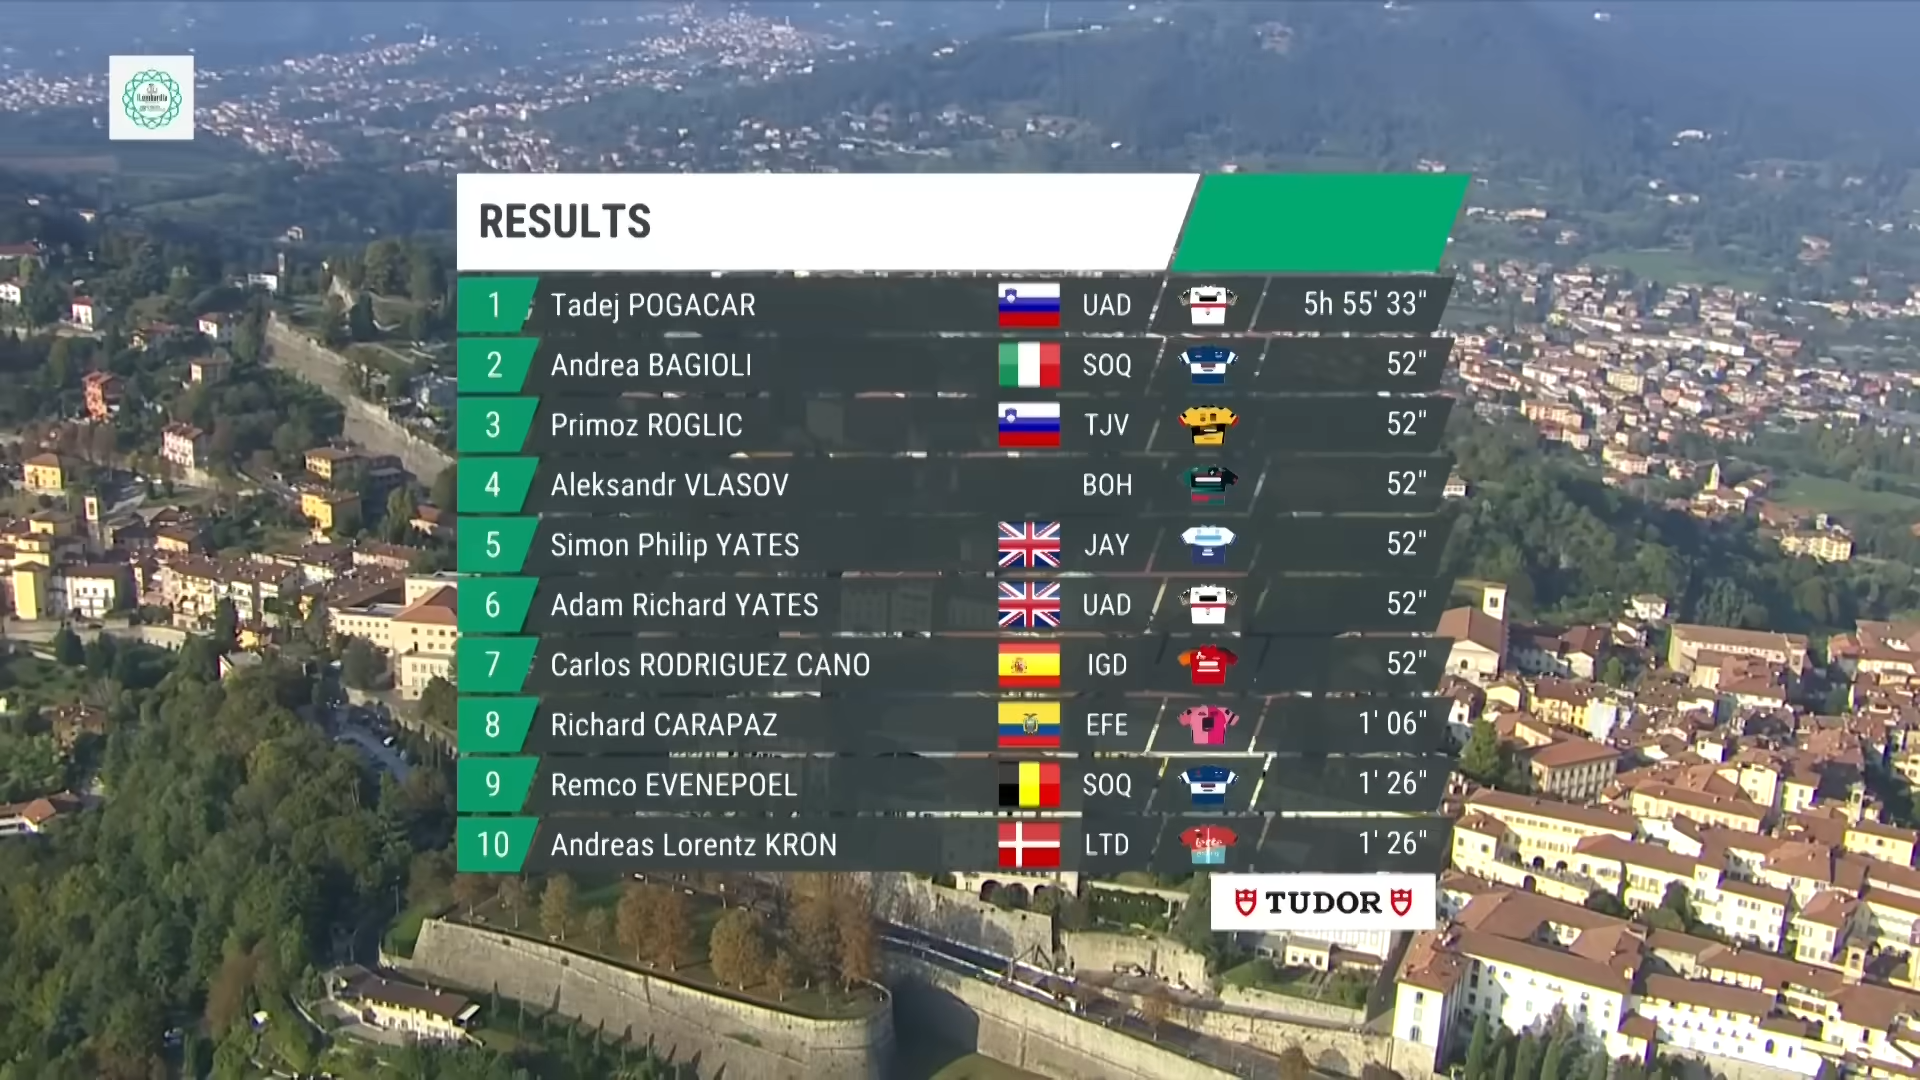 il Lombardia
RESULTS
1 Tadej POGACAR UAD 5h 55' 33"
2 Andrea BAGIOLI SOQ 52"
3 Primoz ROGLIC TJV 52"
4 Aleksandr VLASOV BOH 52"
5 Simon Philip YATES JAY 52"
6 Adam Richard YATES UAD 52"
7 Carlos RODRIGUEZ CANO IGD 52"
8 Richard CARAPAZ EFE 1' 06"
9 Remco EVENEPOEL SOQ 1' 26"
10 Andreas Lorentz KRON LTD 1' 26"
TUDOR